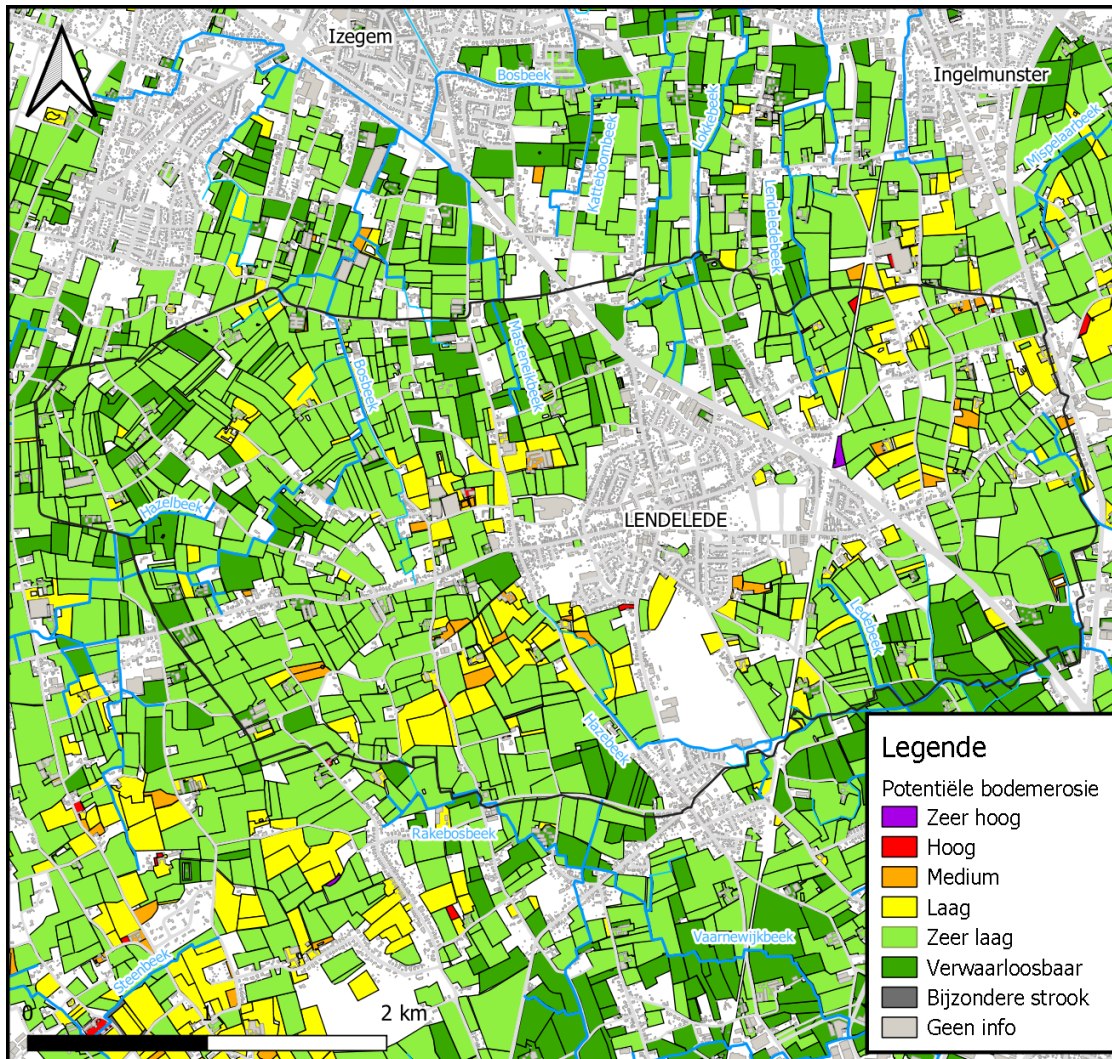 Izegem
Bosbeek
Ingelmunster
Lokkebeek
Katteboombeek
Mispelaarbeek
Lendeledebeek
Masteneikbeek
Bosbeek
Hazelbeek
LENDELEDE
Ledebeek
Hazebeek
Rakebosbeek
Vaarnewijkbeek
Steenbeek
0 1 2 km
Legende
Potentiële bodemerosie
Zeer hoog
Hoog
Medium
Laag
Zeer laag
Verwaarloosbaar
Bijzondere strook
Geen info